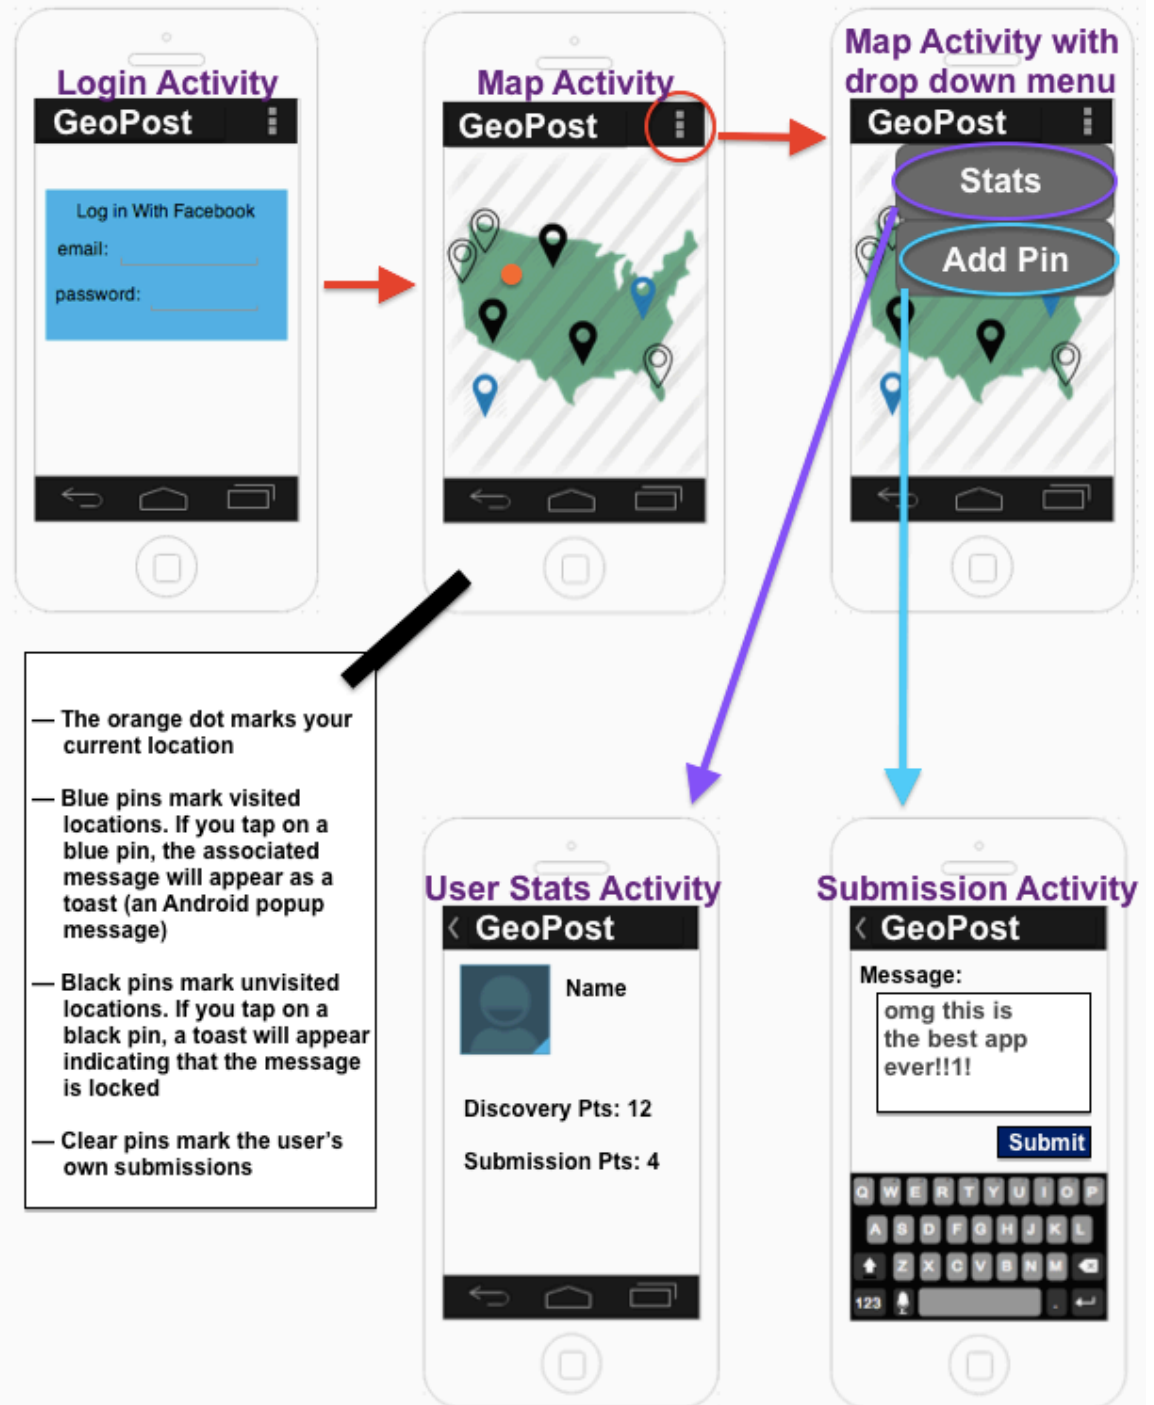 Login Activity
GeoPost
Log in With Facebook
email:
password:
Map Activity
GeoPost
Map Activity with
drop down menu
GeoPost
Stats
Add Pin
— The orange dot marks your
current location
— Blue pins mark visited
locations. If you tap on a
blue pin, the associated
message will appear as a
toast (an Android popup
message)
— Black pins mark unvisited
locations. If you tap on a
black pin, a toast will appear
indicating that the message
is locked
— Clear pins mark the user's
own submissions
User Stats Activity
GeoPost
Name
Discovery Pts: 12
Submission Pts: 4
Submission Activity
GeoPost
Message:
omg this is
the best app
ever!!1!
Submit
Q W E R T Y U I O P
A S D F G H J K L
Z X C V B N M
123 .